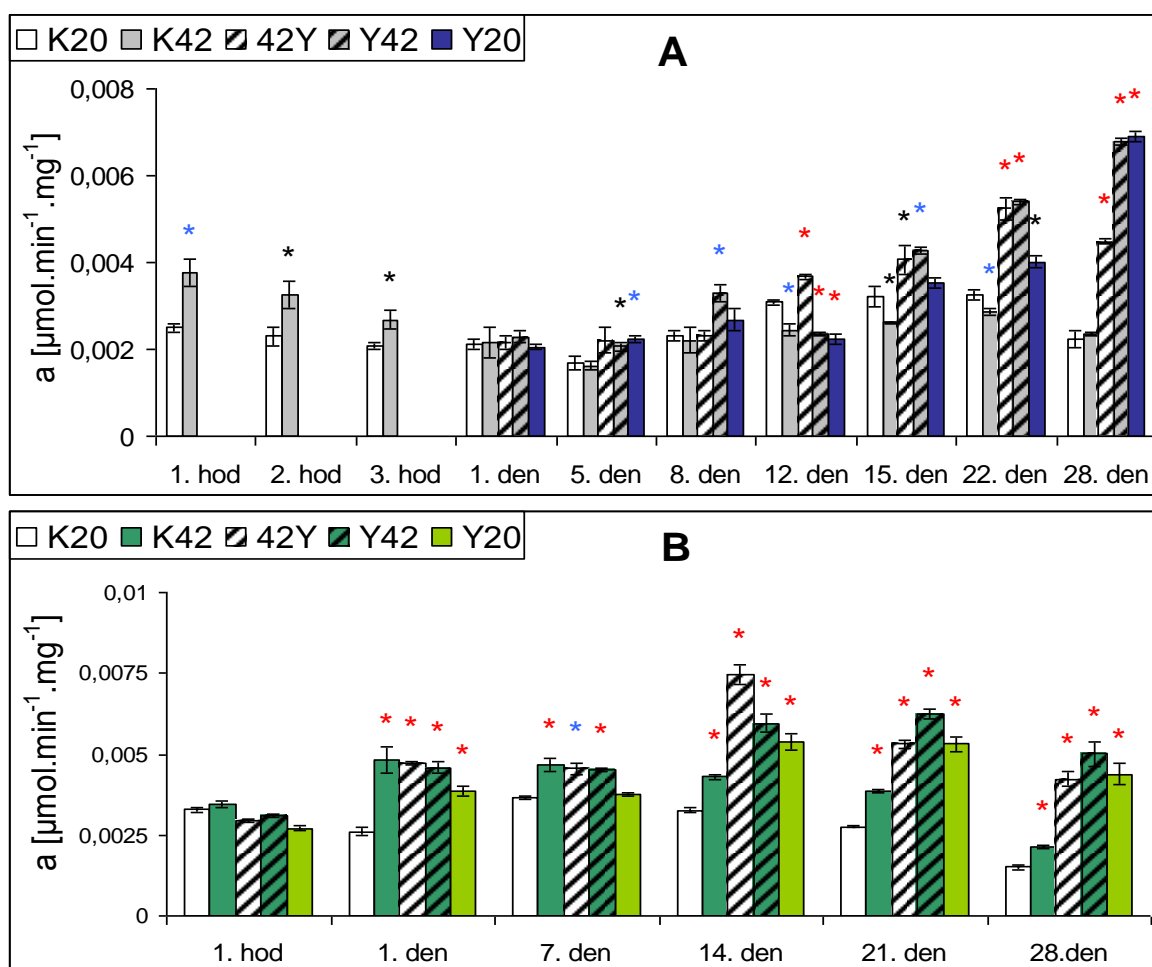 K20 K42 42Y Y42 Y20
A
a [µmol.min⁻¹.mg⁻¹]
0,008
0,006
0,004
0,002
0
* * * * * * * * * * * * * * * * * * * * *
1. hod 2. hod 3. hod 1. den 5. den 8. den 12. den 15. den 22. den 28. den
K20 K42 42Y Y42 Y20
B
a [µmol.min⁻¹.mg⁻¹]
0,01
0,0075
0,005
0,0025
0
* * * * * * * * * * * * * * * * * * *
1. hod 1. den 7. den 14. den 21. den 28.den